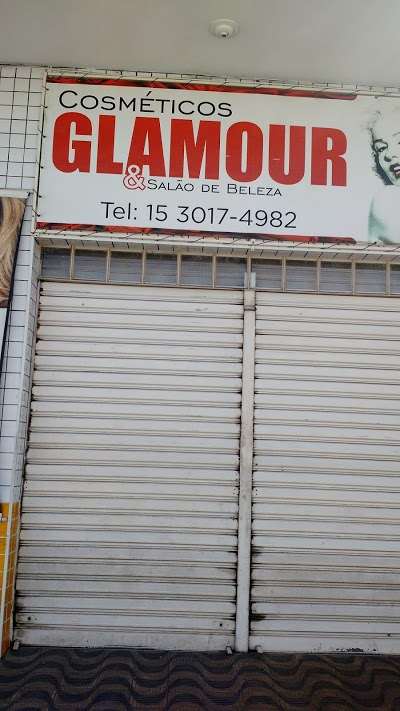 COSMÉTICOS
GLAMOUR
& SALÃO DE BELEZA
Tel: 15 3017-4982